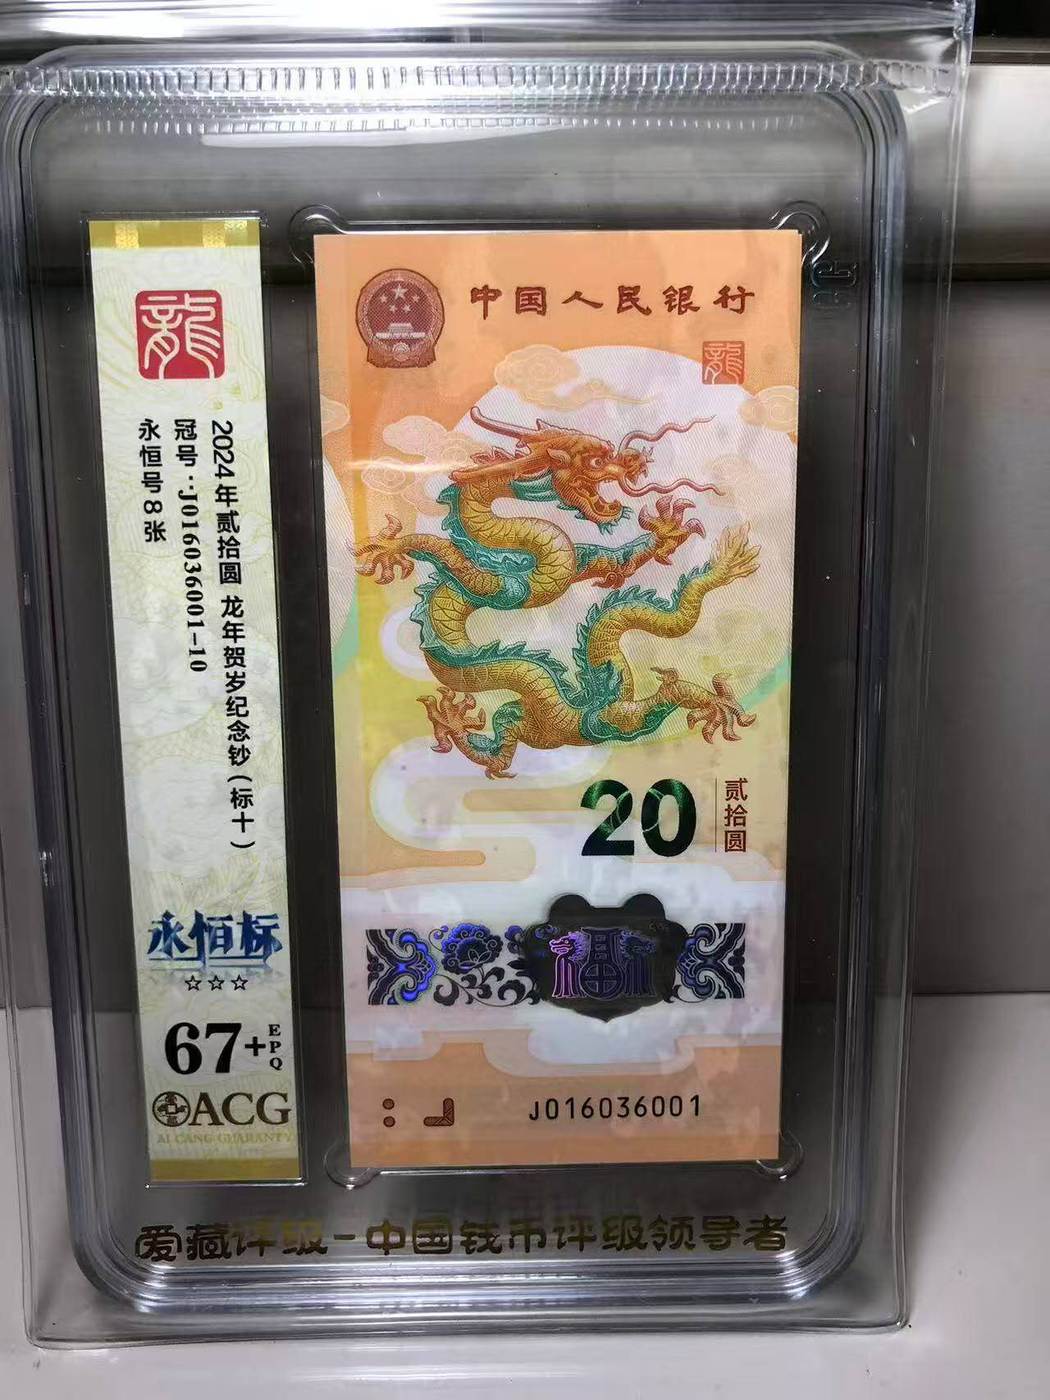 龍
2024年贰拾圆 龙年贺岁纪念钞(标十)
冠号:J016036001-10
永恒号8张
永恒标
☆☆☆
67+EPQ
ACG
AI CANG GUARANTY
中国人民银行
龍
20
贰拾圆
福
J016036001
爱藏评级-中国钱币评级领导者